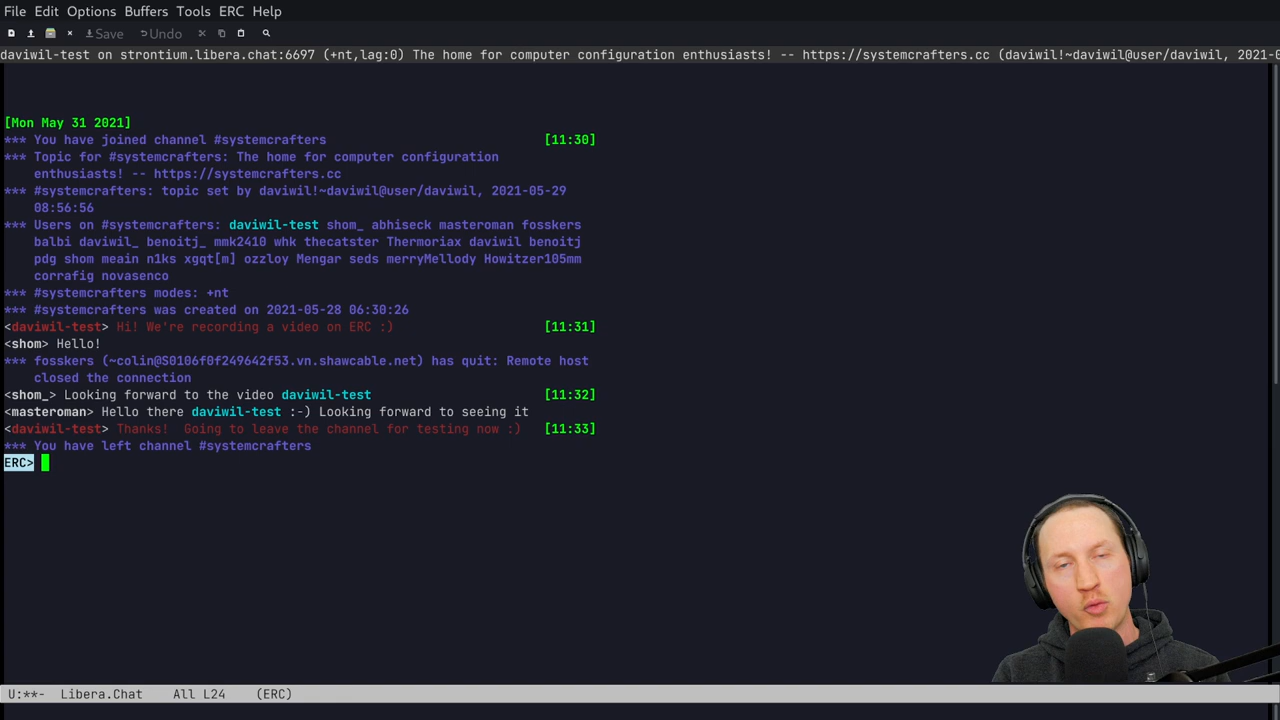 File Edit Options Buffers Tools ERC Help
Save Undo
daviwil-test on strontium.libera.chat:6697 (+nt,lag:0) The home for computer configuration enthusiasts! -- https://systemcrafters.cc (daviwil!~daviwil@user/daviwil, 2021-0
[Mon May 31 2021]
*** You have joined channel #systemcrafters [11:30]
*** Topic for #systemcrafters: The home for computer configuration
enthusiasts! -- https://systemcrafters.cc
*** #systemcrafters: topic set by daviwil!~daviwil@user/daviwil, 2021-05-29
08:56:56
*** Users on #systemcrafters: daviwil-test shom_ abhiseck masteroman fosskers
balbi daviwil_ benoitj_ mmk2410 whk thecatster Thermoriax daviwil benoitj
pdg shom meain n1ks xgqt[m] ozzloy Mengar seds merryMellody Howitzer105mm
corrafig novasenco
*** #systemcrafters modes: +nt
*** #systemcrafters was created on 2021-05-28 06:30:26
<daviwil-test> Hi! We're recording a video on ERC :) [11:31]
<shom> Hello!
*** fosskers (~colin@S0106f0f249642f53.vn.shawcable.net) has quit: Remote host
closed the connection
<shom_> Looking forward to the video daviwil-test [11:32]
<masteroman> Hello there daviwil-test :-) Looking forward to seeing it
<daviwil-test> Thanks!  Going to leave the channel for testing now :) [11:33]
*** You have left channel #systemcrafters
ERC>
U:**-  Libera.Chat    All L24    (ERC)